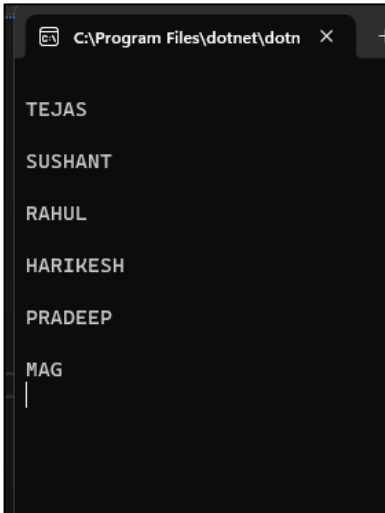 C:\Program Files\dotnet\dotn
TEJAS
SUSHANT
RAHUL
HARIKESH
PRADEEP
MAG